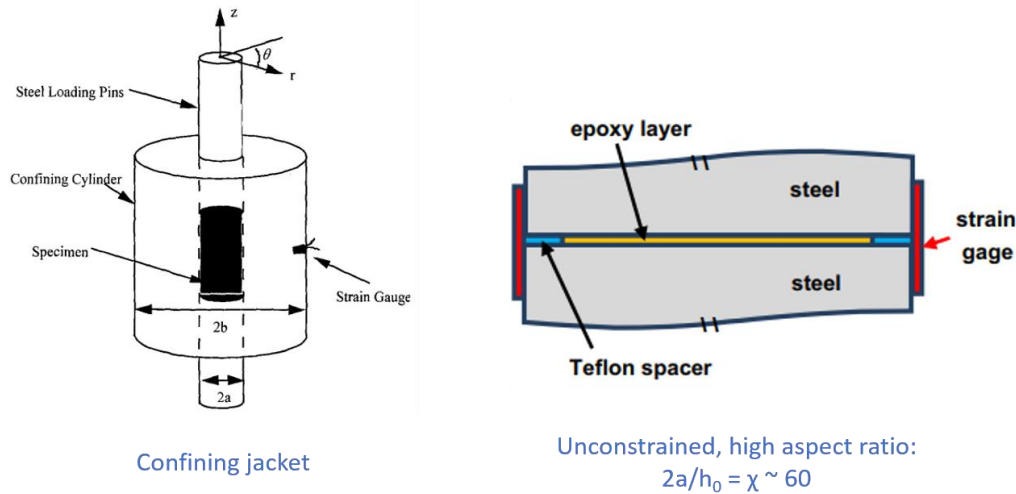 z
θ
r
Steel Loading Pins
Confining Cylinder
Specimen
Strain Gauge
2b
2a
Confining jacket
epoxy layer
steel
strain
gage
steel
Teflon spacer
Unconstrained, high aspect ratio:
2a/h₀ = χ ~ 60